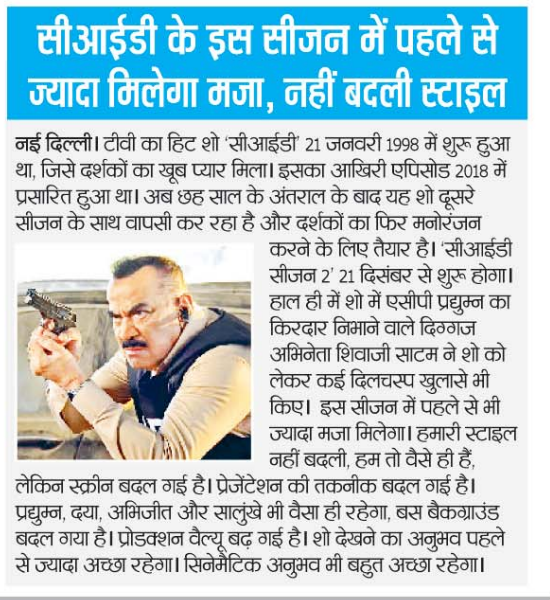 सीआईडी के इस सीजन में पहले से
ज्यादा मिलेगा मजा, नहीं बदली स्टाइल
नई दिल्ली। टीवी का हिट शो ‘सीआईडी’ 21 जनवरी 1998 में शुरू हुआ
था, जिसे दर्शकों का खूब प्यार मिला। इसका आखिरी एपिसोड 2018 में
प्रसारित हुआ था। अब छह साल के अंतराल के बाद यह शो दूसरे
सीजन के साथ वापसी कर रहा है और दर्शकों का फिर मनोरंजन
करने के लिए तैयार है। ‘सीआईडी
सीजन 2’ 21 दिसंबर से शुरू होगा।
हाल ही में शो में एसीपी प्रद्युम्न का
किरदार निभाने वाले दिग्गज
अभिनेता शिवाजी साटम ने शो को
लेकर कई दिलचस्प खुलासे भी
किए। इस सीजन में पहले से भी
ज्यादा मजा मिलेगा। हमारी स्टाइल
नहीं बदली, हम तो वैसे ही हैं,
लेकिन स्क्रीन बदल गई है। प्रेजेंटेशन की तकनीक बदल गई है।
प्रद्युम्न, दया, अभिजीत और सालुंखे भी वैसा ही रहेगा, बस बैकग्राउंड
बदल गया है। प्रोडक्शन वैल्यू बढ़ गई है। शो देखने का अनुभव पहले
से ज्यादा अच्छा रहेगा। सिनेमैटिक अनुभव भी बहुत अच्छा रहेगा।